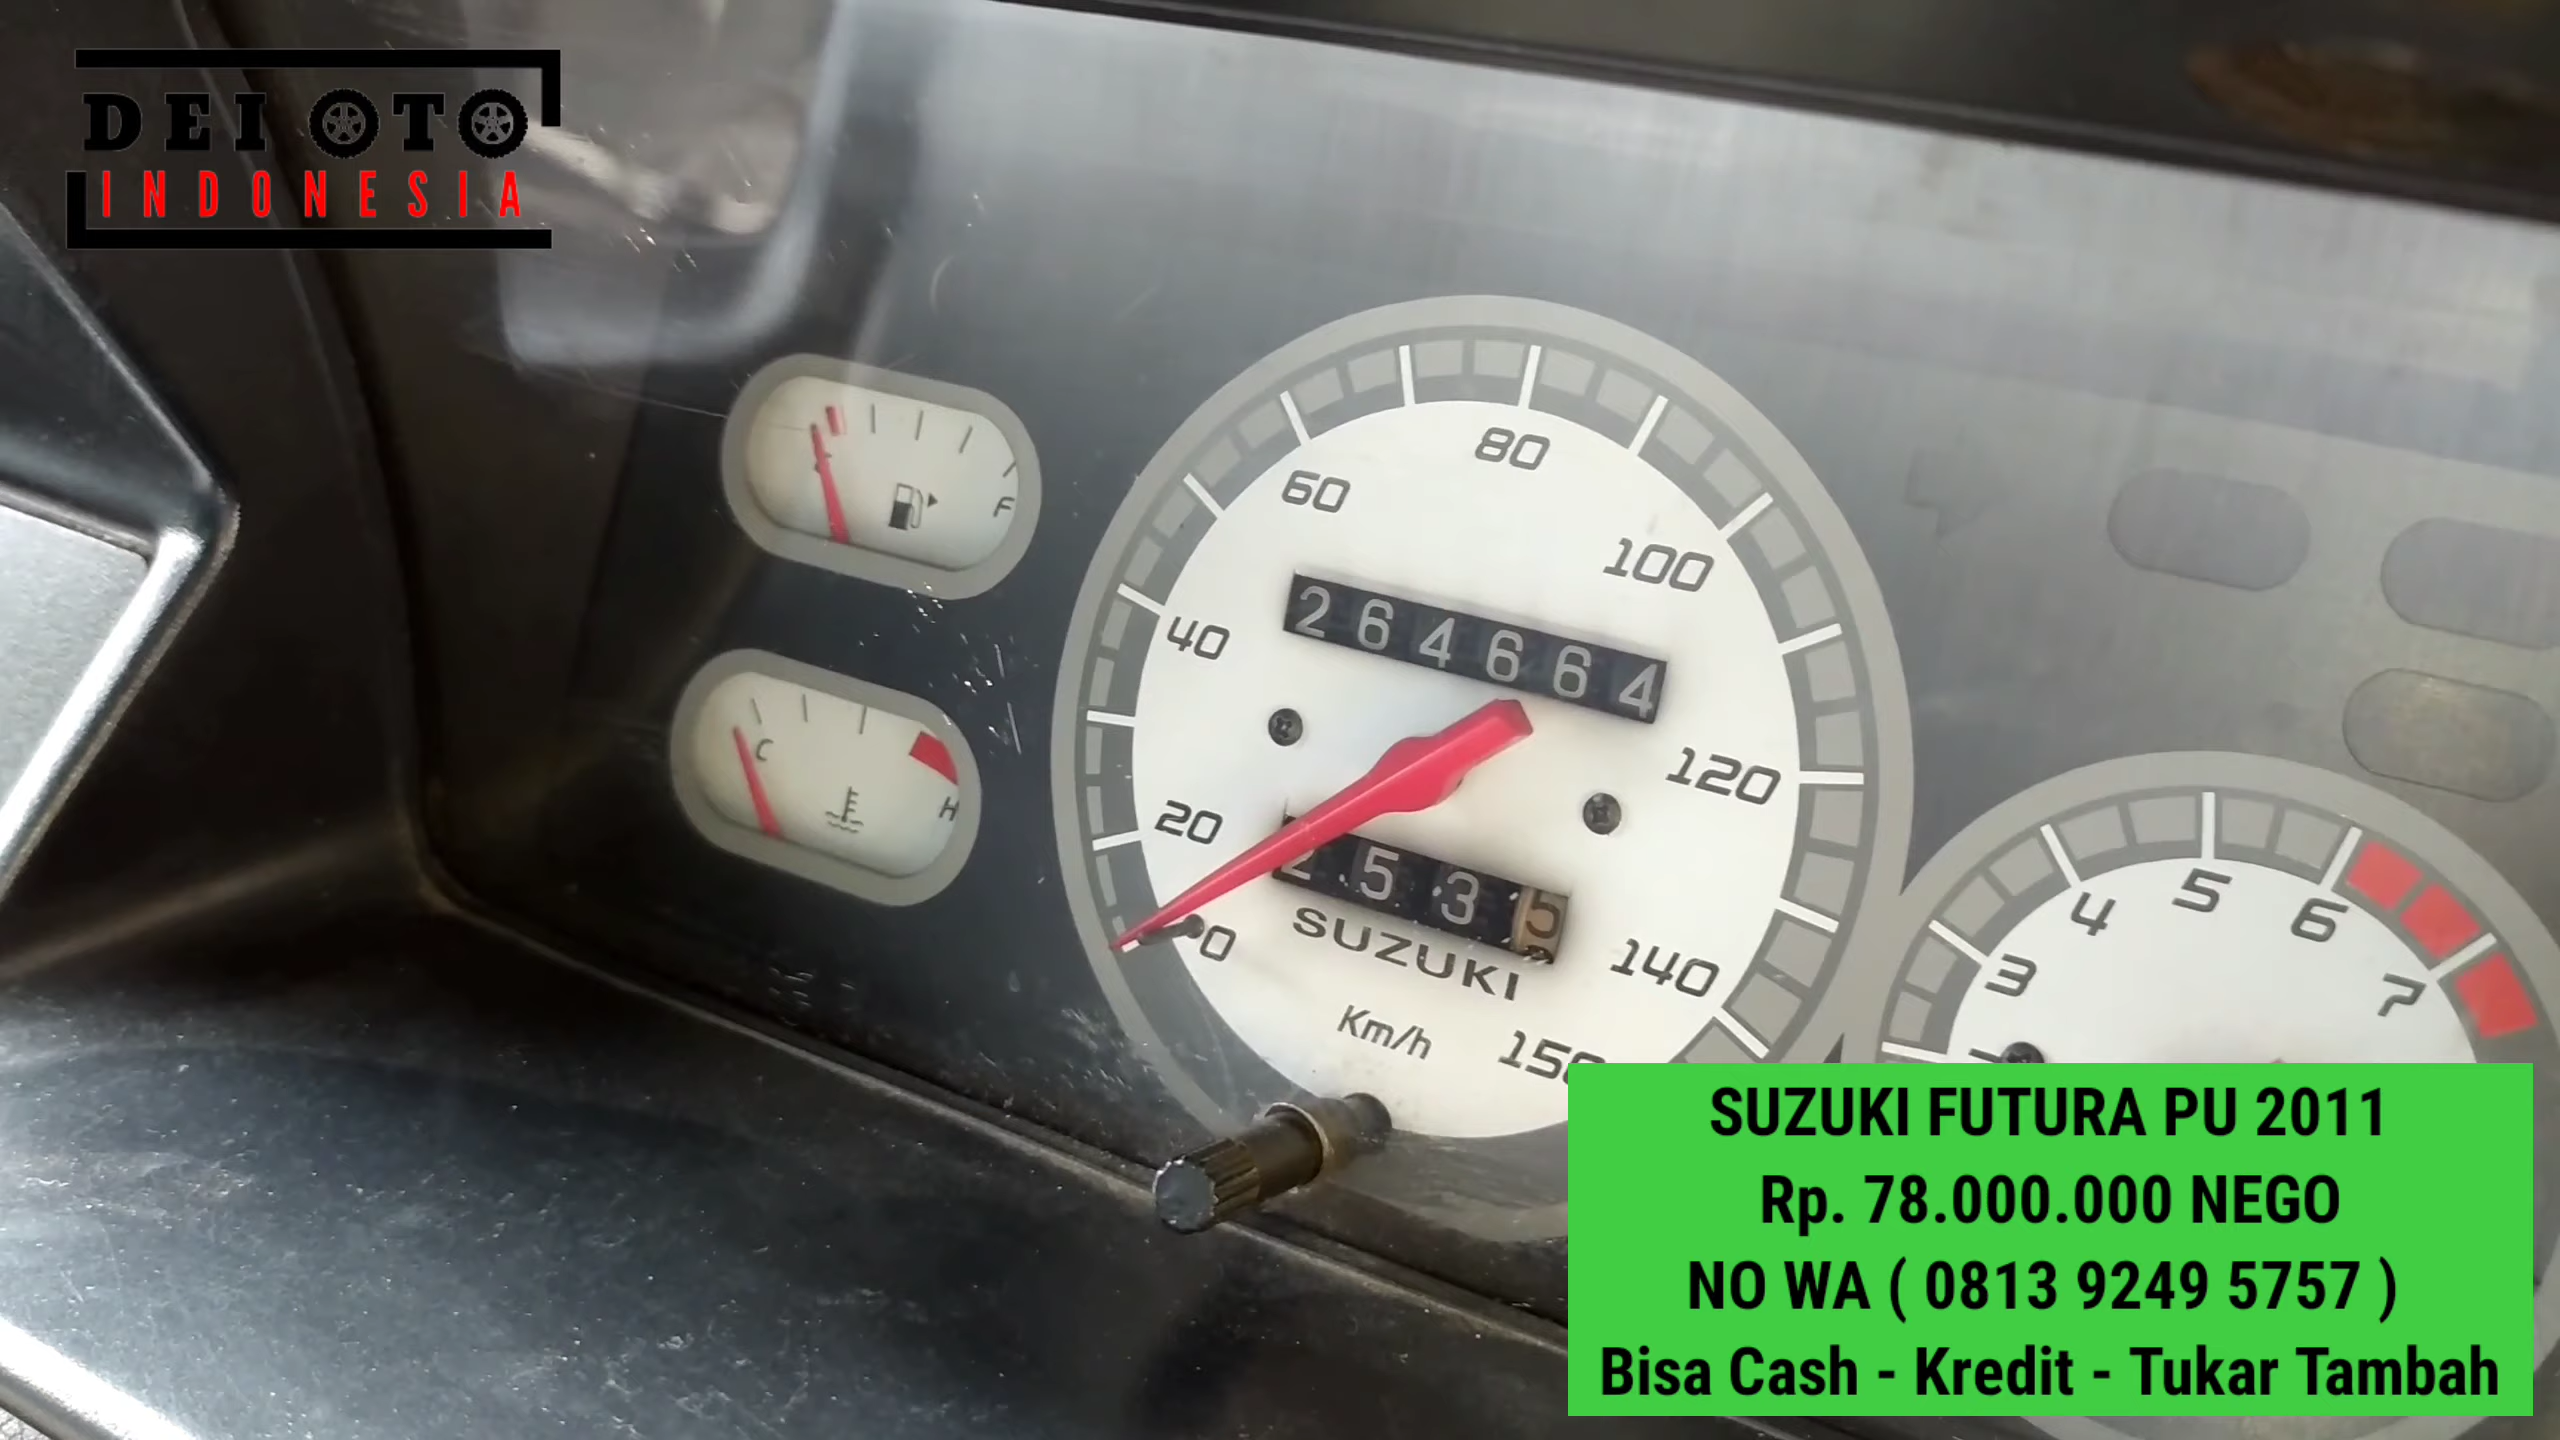 DEI OTO
INDONESIA
F
C
H
0
20
40
60
80
100
120
140
264664
2535
SUZUKI
Km/h
3
4
5
6
7
SUZUKI FUTURA PU 2011
Rp. 78.000.000 NEGO
NO WA ( 0813 9249 5757 )
Bisa Cash - Kredit - Tukar Tambah